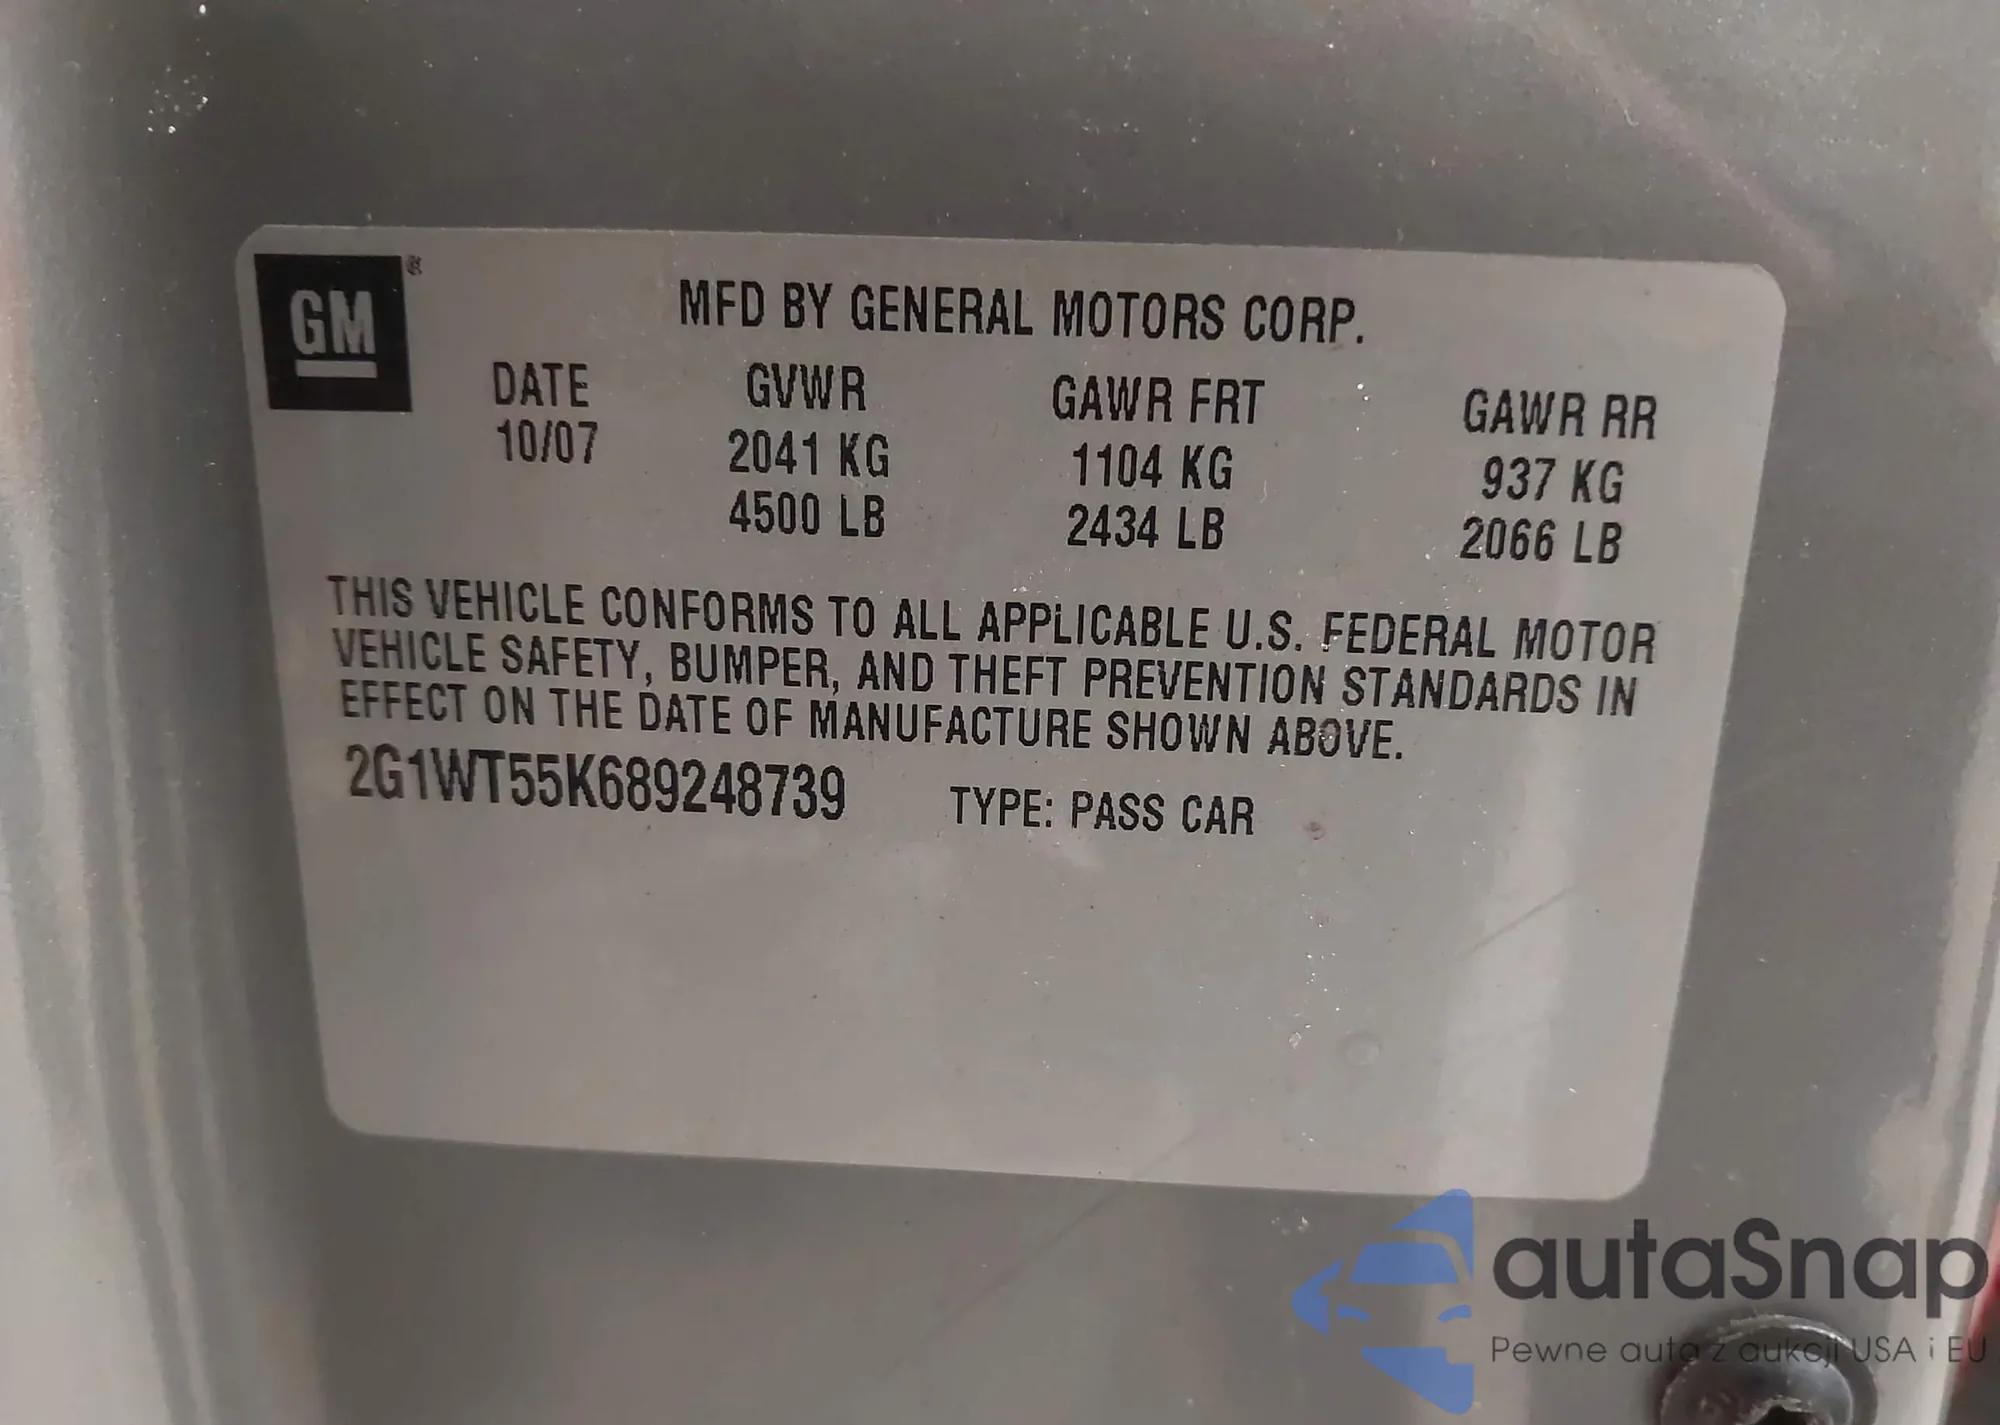 GM®
MFD BY GENERAL MOTORS CORP.
DATE GVWR GAWR FRT GAWR RR
10/07 2041 KG 1104 KG 937 KG
4500 LB 2434 LB 2066 LB
THIS VEHICLE CONFORMS TO ALL APPLICABLE U.S. FEDERAL MOTOR
VEHICLE SAFETY, BUMPER, AND THEFT PREVENTION STANDARDS IN
EFFECT ON THE DATE OF MANUFACTURE SHOWN ABOVE.
2G1WT55K689248739 TYPE: PASS CAR
autaSnap
Pewne auta z aukcji USA i EU